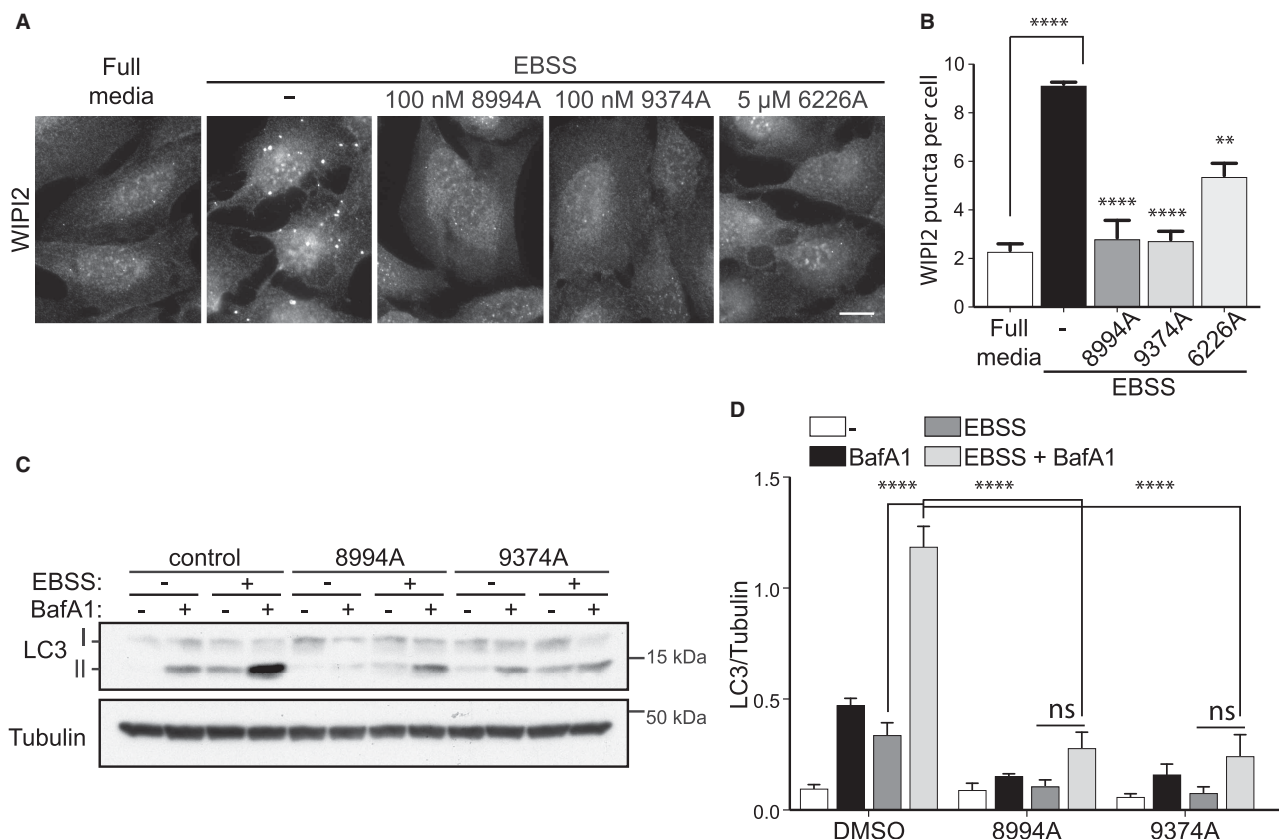 A
Full
media
EBSS
-
100 nM 8994A
100 nM 9374A
5 µM 6226A
WIPI2
B
****
WIPI2 puncta per cell
10
8
6
4
2
0
****
****
**
Full
media
-
8994A
9374A
6226A
EBSS
C
control
8994A
9374A
EBSS:
- + - + - +
BafA1:
- + - + - + - + - + - +
LC3
I
II
15 kDa
Tubulin
50 kDa
D
-
EBSS
BafA1
EBSS + BafA1
LC3/Tubulin
1.5
1.0
0.5
0.0
****
****
****
ns
ns
DMSO
8994A
9374A